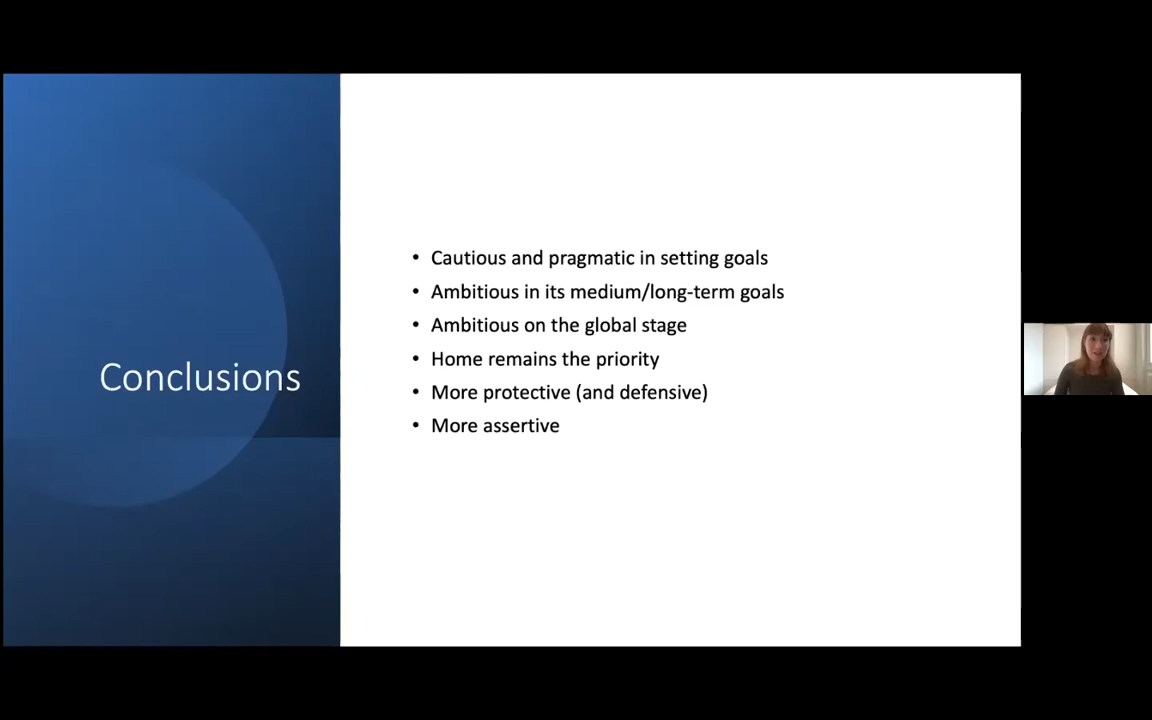 Conclusions
• Cautious and pragmatic in setting goals
• Ambitious in its medium/long-term goals
• Ambitious on the global stage
• Home remains the priority
• More protective (and defensive)
• More assertive